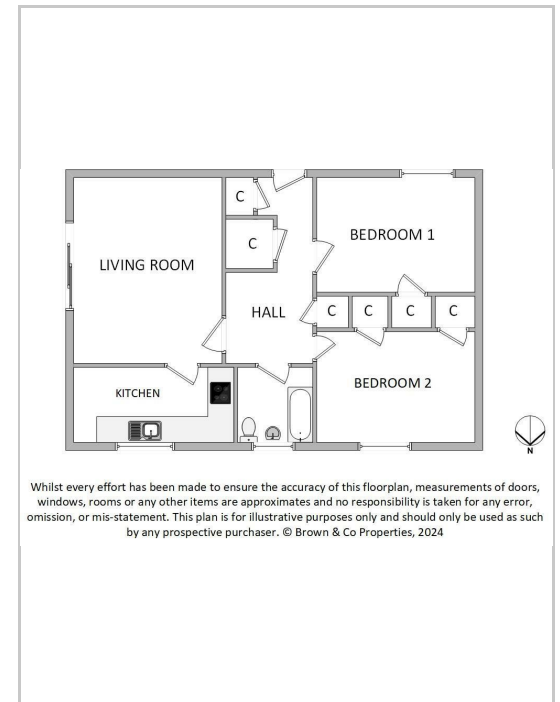 C
C
BEDROOM 1
LIVING ROOM
HALL
C
C
C
C
KITCHEN
BEDROOM 2
N
Whilst every effort has been made to ensure the accuracy of this floorplan, measurements of doors,
windows, rooms or any other items are approximates and no responsibility is taken for any error,
omission, or mis-statement. This plan is for illustrative purposes only and should only be used as such
by any prospective purchaser. © Brown & Co Properties, 2024